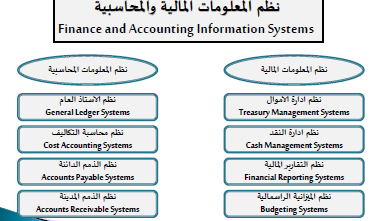 نظم المعلومات المالية والمحاسبية
Finance and Accounting Information Systems
نظم المعلومات المحاسبية
نظم المعلومات المالية
نظم الاستاذ العام
General Ledger Systems
نظم ادارة الاموال
Treasury Management Systems
نظم محاسبة التكاليف
Cost Accounting Systems
نظم ادارة النقد
Cash Management Systems
نظم الذمم الدائنة
Accounts Payable Systems
نظم التقارير المالية
Financial Reporting Systems
نظم الذمم المدينة
Accounts Receivable Systems
نظم الميزانية الراسمالية
Budgeting Systems